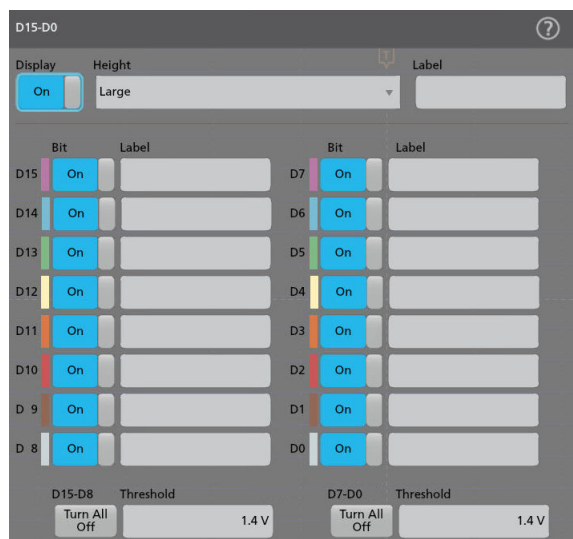 D15-D0 ?
Display Height T Label
On Large
Bit Label Bit Label
D15 On D7 On
D14 On D6 On
D13 On D5 On
D12 On D4 On
D11 On D3 On
D10 On D2 On
D 9 On D1 On
D 8 On D0 On
D15-D8 Threshold D7-D0 Threshold
Turn All Off 1.4 V Turn All Off 1.4 V